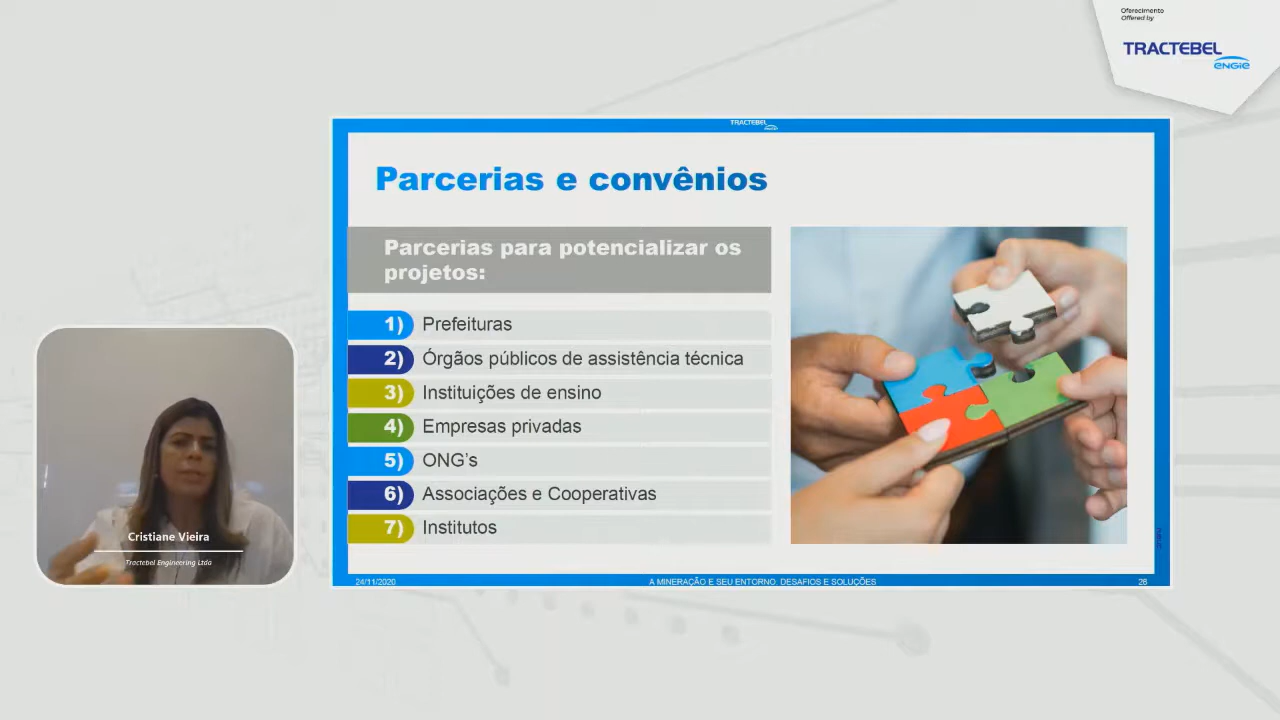 Oferecimento
Offered by
TRACTEBEL
ENGIE
TRACTEBEL
ENGIE
Parcerias e convênios
Parcerias para potencializar os
projetos:
1) Prefeituras
2) Órgãos públicos de assistência técnica
3) Instituições de ensino
4) Empresas privadas
5) ONG's
6) Associações e Cooperativas
7) Institutos
Cristiane Vieira
Tractebel Engineering Ltda
24/11/2020
A MINERAÇÃO E SEU ENTORNO: DESAFIOS E SOLUÇÕES
26